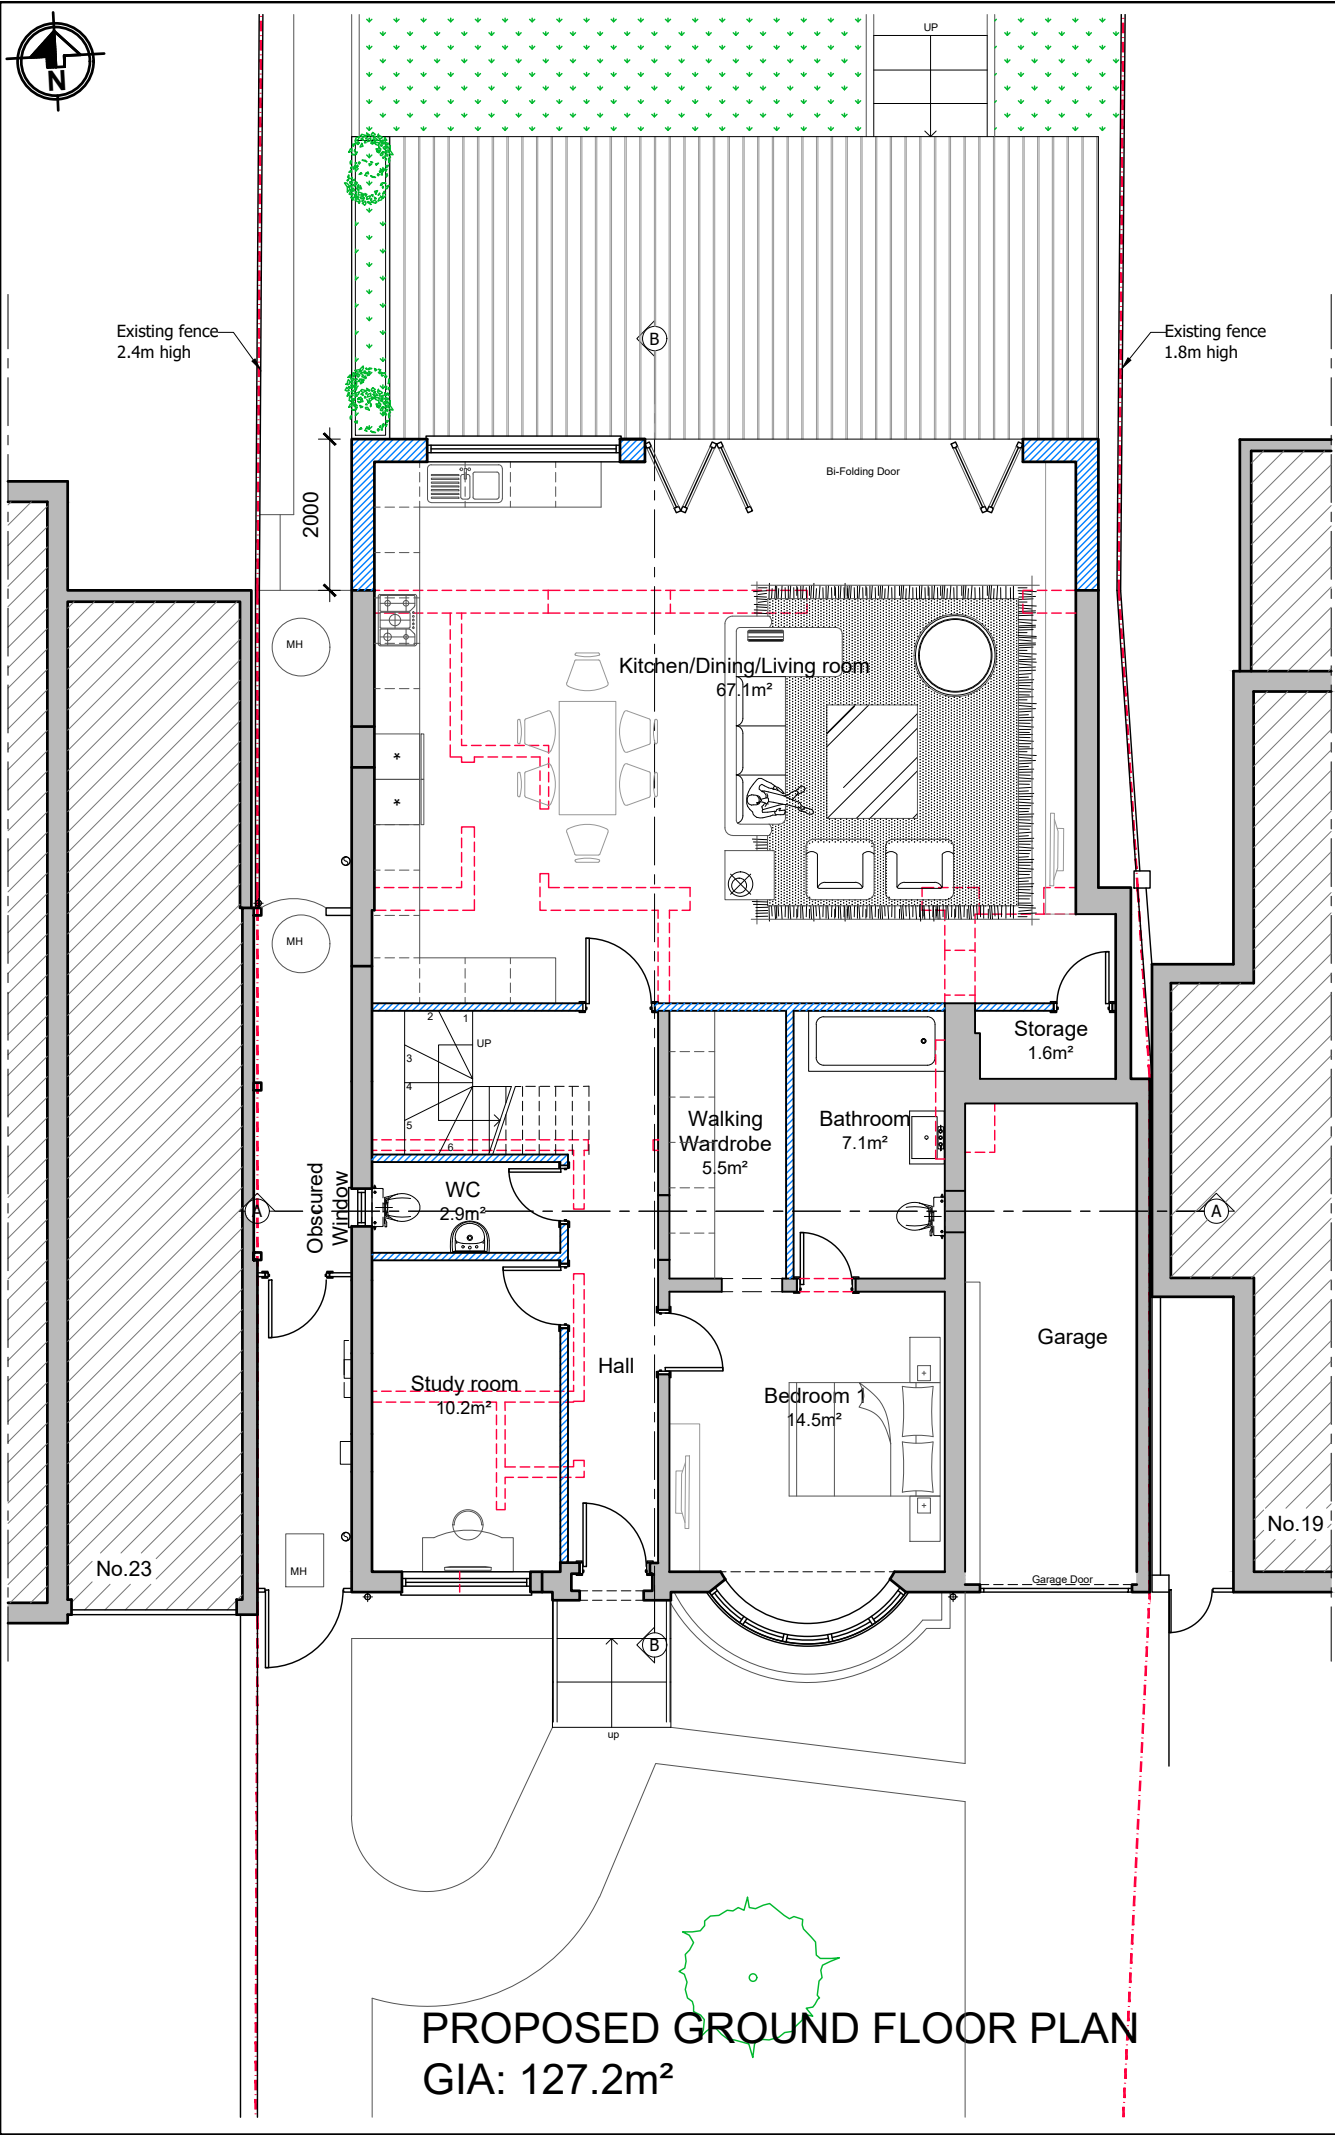 N
UP
Existing fence
2.4m high
Existing fence
1.8m high
B
Bi-Folding Door
2000
MH
Kitchen/Dining/Living room
67.1m²
*
*
MH
2
1
UP
3
4
5
6
Storage
1.6m²
Walking
Wardrobe
5.5m²
Bathroom
7.1m²
WC
2.9m²
Obscured
Window
A
A
Garage
Hall
Study room
10.2m²
Bedroom 1
14.5m²
No.19
No.23
MH
Garage Door
B
up
PROPOSED GROUND FLOOR PLAN
GIA: 127.2m²